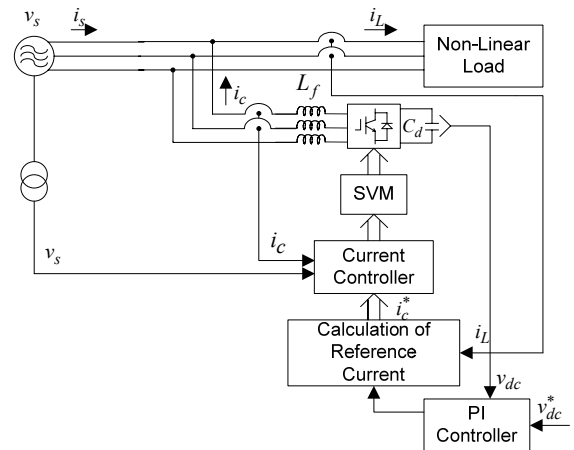 v_s
i_s
i_L
Non-Linear
Load
i_c
L_f
C_d
SVM
i_c
v_s
Current
Controller
i_c^*
Calculation of
Reference
Current
i_L
v_dc
PI
Controller
v_dc^*